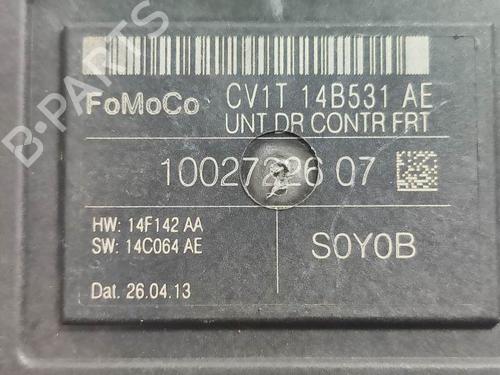 B-PARTS
FoMoCo CV1T 14B531 AE
UNT DR CONTR FRT
10027226 07
HW: 14F142 AA
SW: 14C064 AE
S0Y0B
Dat. 26.04.13